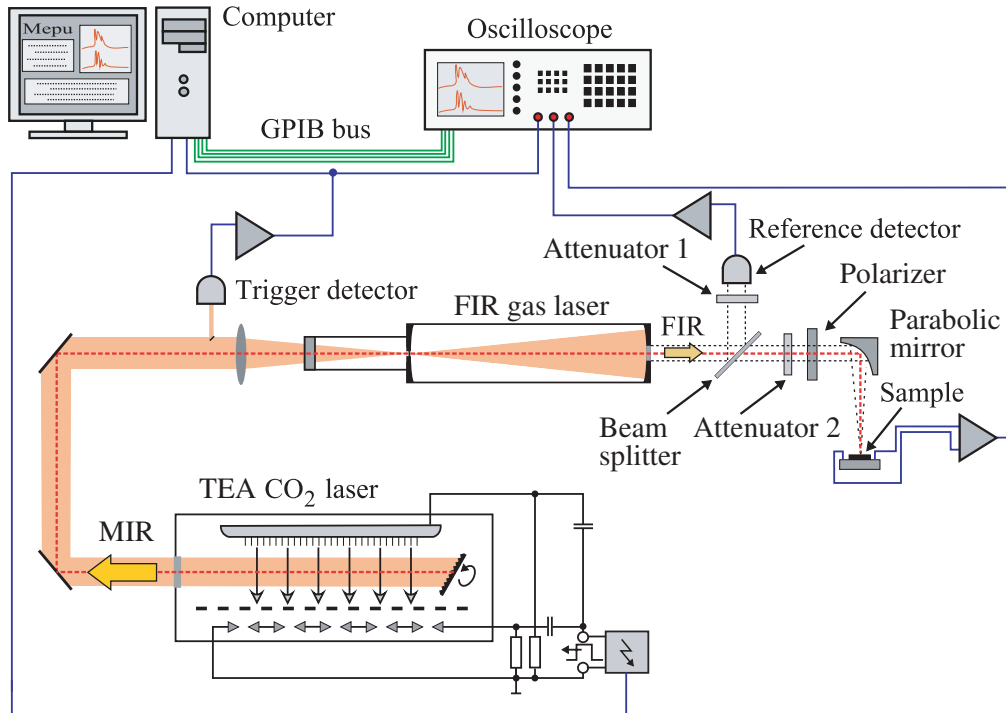 Mepu
Computer
Oscilloscope
GPIB bus
Attenuator 1
Reference detector
Trigger detector
Polarizer
FIR gas laser
FIR
Parabolic
mirror
Sample
Beam
splitter
Attenuator 2
TEA CO₂ laser
MIR